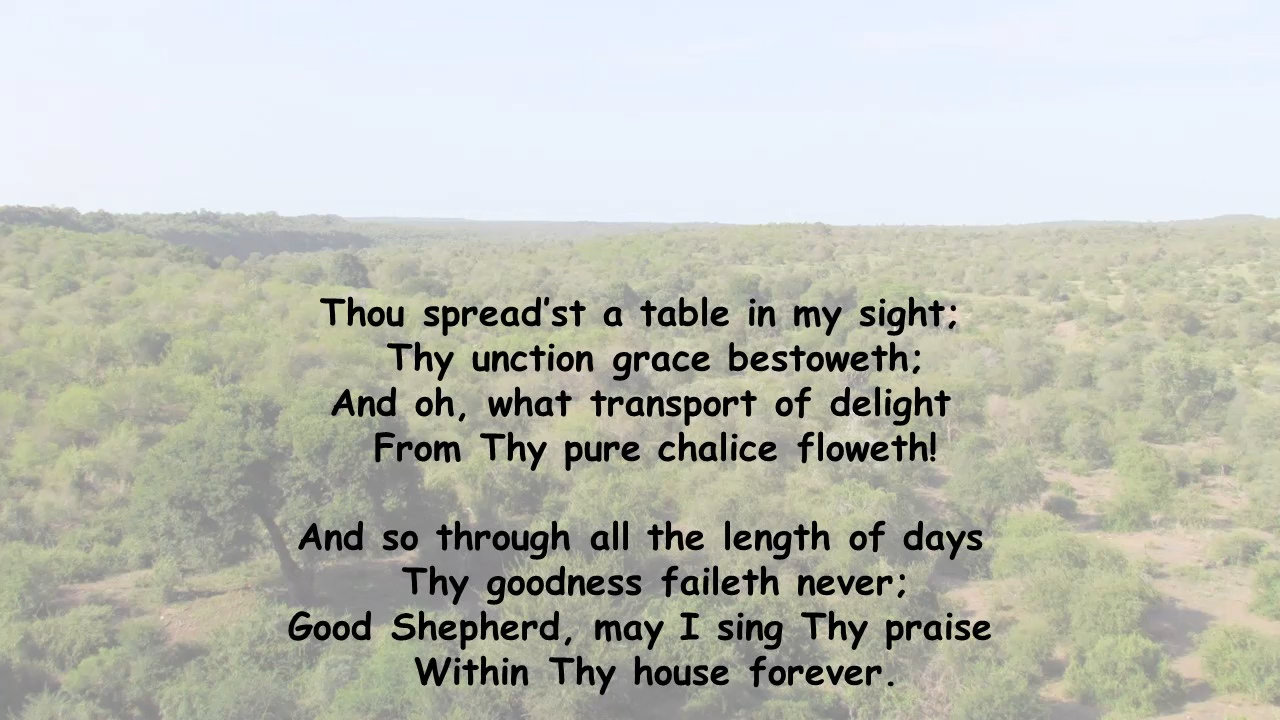 Thou spread’st a table in my sight;
Thy unction grace bestoweth;
And oh, what transport of delight
From Thy pure chalice floweth!
And so through all the length of days
Thy goodness faileth never;
Good Shepherd, may I sing Thy praise
Within Thy house forever.